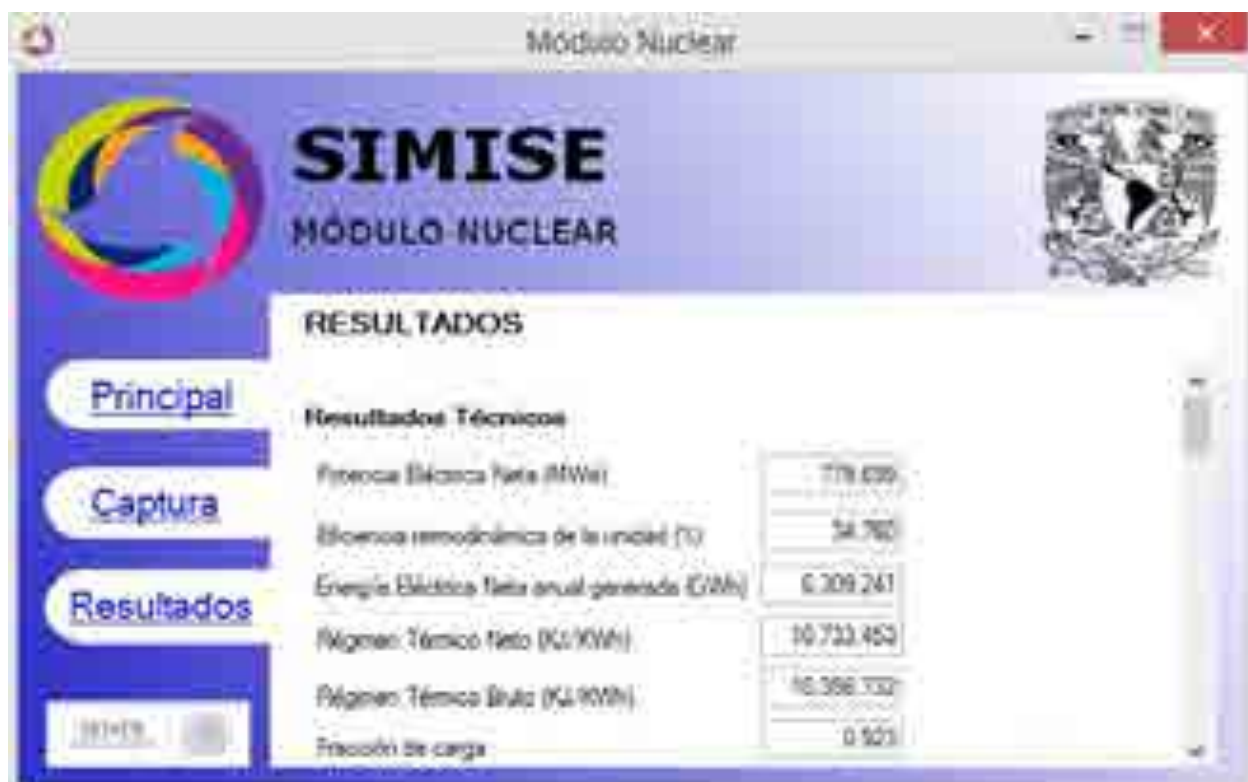 Módulo Nuclear
SIMISE
MÓDULO NUCLEAR
RESULTADOS
Principal
Resultados Técnicos
Potencia Eléctrica Neta (MWe)
Captura
Eficiencia termodinámica de la unidad (%)
Energía Eléctrica Neta anual generada (GWh) 6,309.241
Resultados
Régimen Térmico Neto (KJ/KWh) 10,733.453
Régimen Térmico Bruto (KJ/KWh)
Fracción de carga 0.923